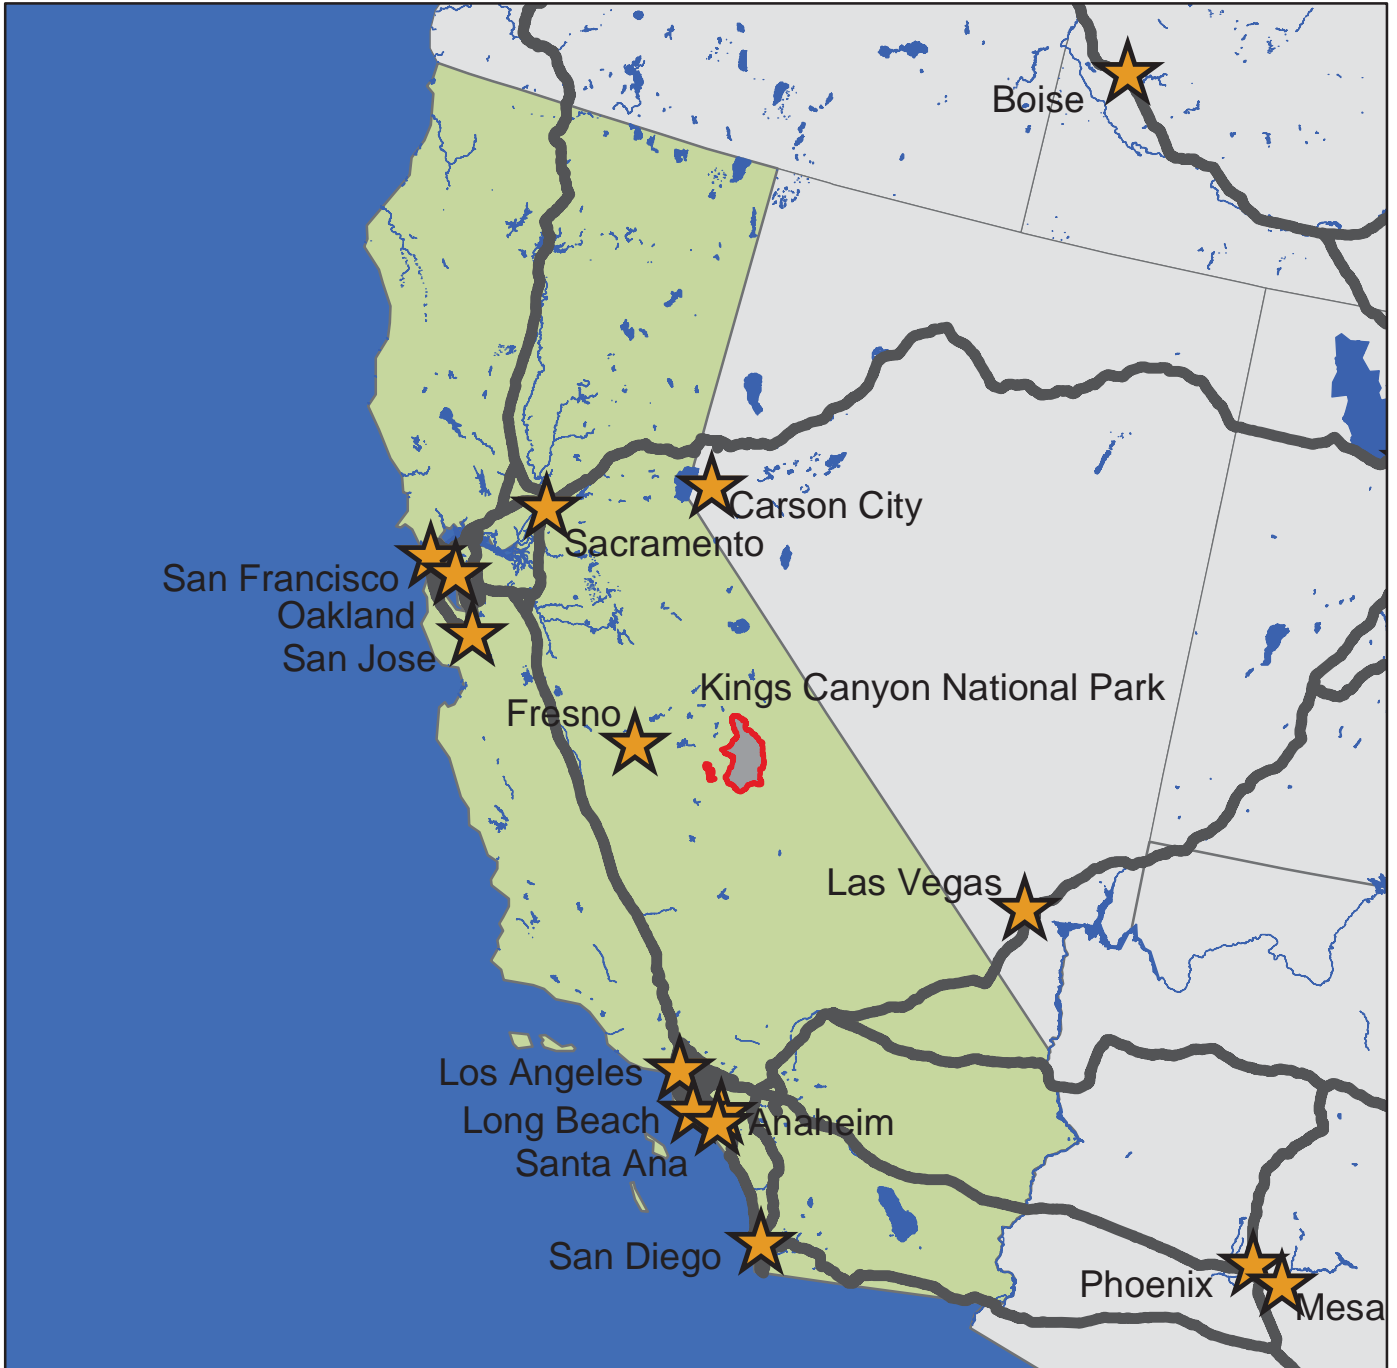 Boise
Carson City
Sacramento
San Francisco
Oakland
San Jose
Kings Canyon National Park
Fresno
Las Vegas
Los Angeles
Long Beach
Anaheim
Santa Ana
San Diego
Phoenix
Mesa